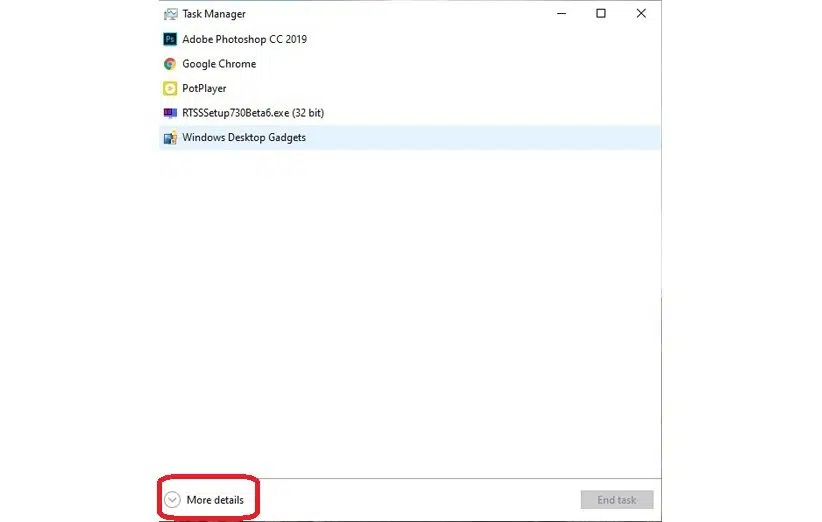 Task Manager
Ps Adobe Photoshop CC 2019
Google Chrome
PotPlayer
RTSSSetup730Beta6.exe (32 bit)
Windows Desktop Gadgets
More details
End task